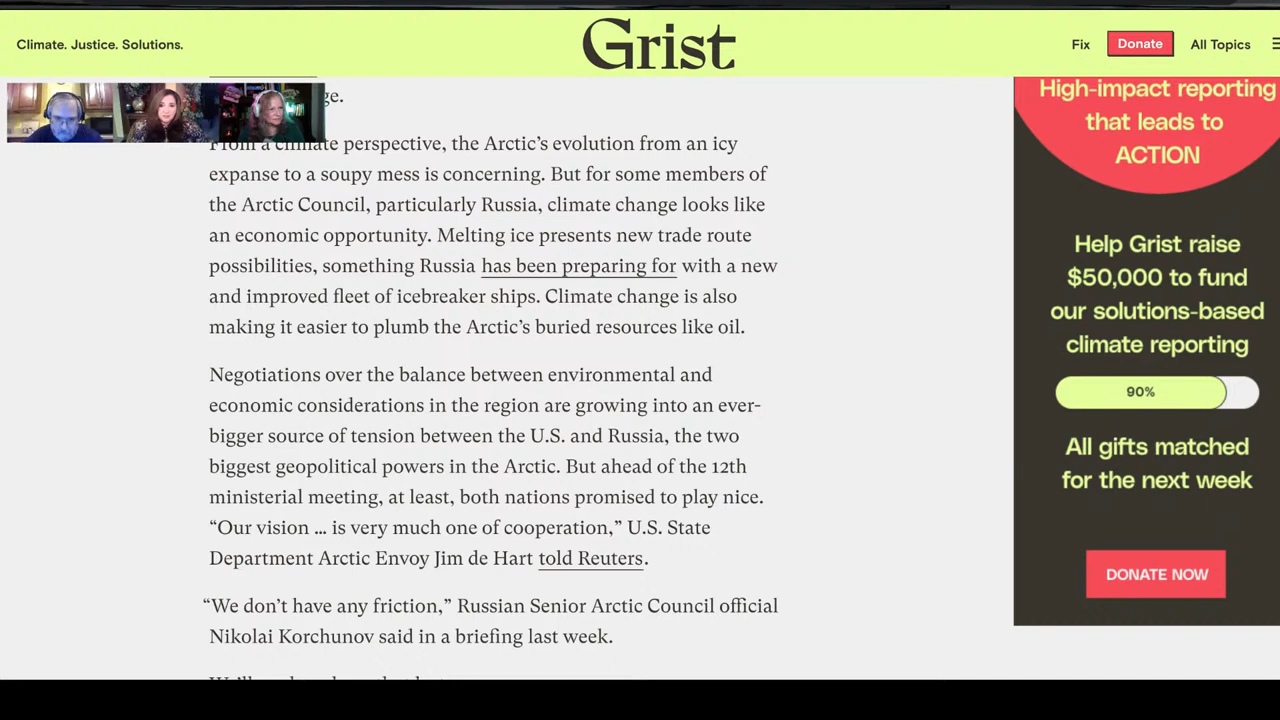 Climate. Justice. Solutions.
Grist
Fix
Donate
All Topics
ge.
From a climate perspective, the Arctic’s evolution from an icy
expanse to a soupy mess is concerning. But for some members of
the Arctic Council, particularly Russia, climate change looks like
an economic opportunity. Melting ice presents new trade route
possibilities, something Russia has been preparing for with a new
and improved fleet of icebreaker ships. Climate change is also
making it easier to plumb the Arctic’s buried resources like oil.
Negotiations over the balance between environmental and
economic considerations in the region are growing into an ever-
bigger source of tension between the U.S. and Russia, the two
biggest geopolitical powers in the Arctic. But ahead of the 12th
ministerial meeting, at least, both nations promised to play nice.
“Our vision … is very much one of cooperation,” U.S. State
Department Arctic Envoy Jim de Hart told Reuters.
“We don’t have any friction,” Russian Senior Arctic Council official
Nikolai Korchunov said in a briefing last week.
High-impact reporting
that leads to
ACTION
Help Grist raise
$50,000 to fund
our solutions-based
climate reporting
90%
All gifts matched
for the next week
DONATE NOW